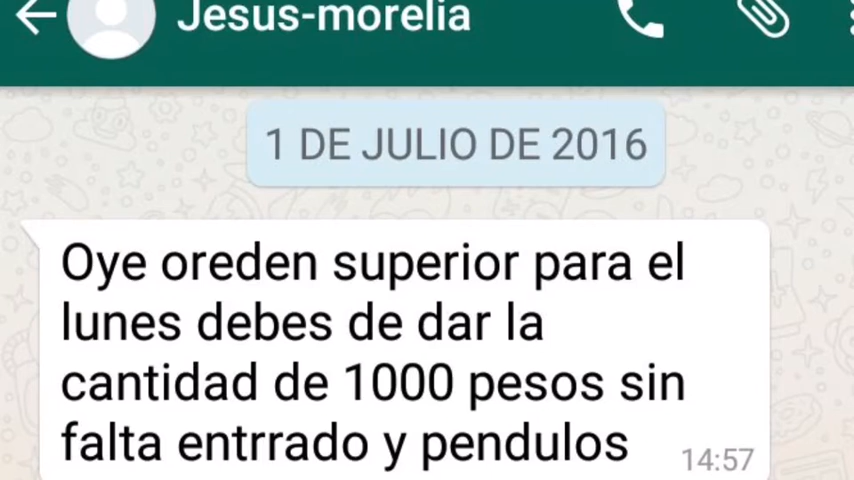 Jesus-morelia
1 DE JULIO DE 2016
Oye oreden superior para el
lunes debes de dar la
cantidad de 1000 pesos sin
falta entrrado y pendulos
14:57